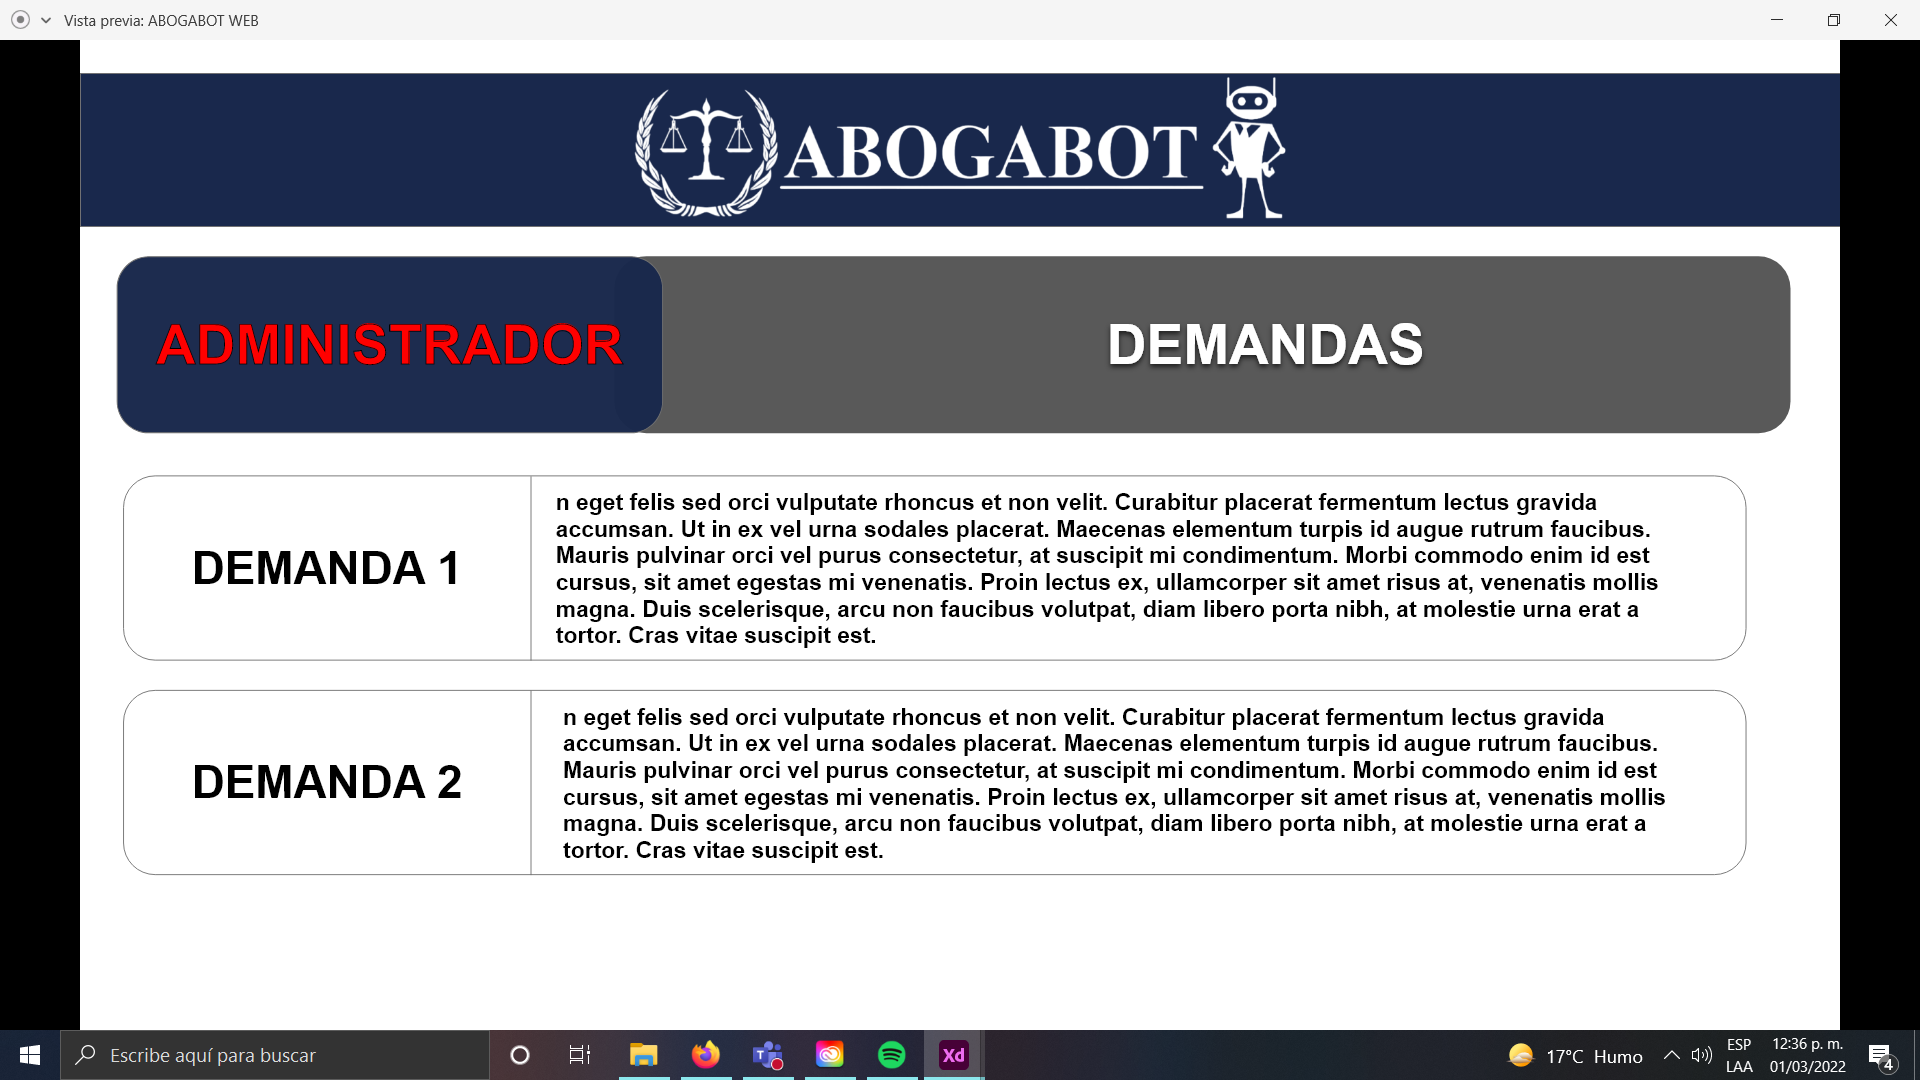 Vista previa: ABOGABOT WEB
ABOGABOT
ADMINISTRADOR
DEMANDAS
DEMANDA 1
n eget felis sed orci vulputate rhoncus et non velit. Curabitur placerat fermentum lectus gravida
accumsan. Ut in ex vel urna sodales placerat. Maecenas elementum turpis id augue rutrum faucibus.
Mauris pulvinar orci vel purus consectetur, at suscipit mi condimentum. Morbi commodo enim id est
cursus, sit amet egestas mi venenatis. Proin lectus ex, ullamcorper sit amet risus at, venenatis mollis
magna. Duis scelerisque, arcu non faucibus volutpat, diam libero porta nibh, at molestie urna erat a
tortor. Cras vitae suscipit est.
DEMANDA 2
n eget felis sed orci vulputate rhoncus et non velit. Curabitur placerat fermentum lectus gravida
accumsan. Ut in ex vel urna sodales placerat. Maecenas elementum turpis id augue rutrum faucibus.
Mauris pulvinar orci vel purus consectetur, at suscipit mi condimentum. Morbi commodo enim id est
cursus, sit amet egestas mi venenatis. Proin lectus ex, ullamcorper sit amet risus at, venenatis mollis
magna. Duis scelerisque, arcu non faucibus volutpat, diam libero porta nibh, at molestie urna erat a
tortor. Cras vitae suscipit est.
Escribe aquí para buscar
T
Xd
17°C Humo
ESP
LAA
12:36 p. m.
01/03/2022
4